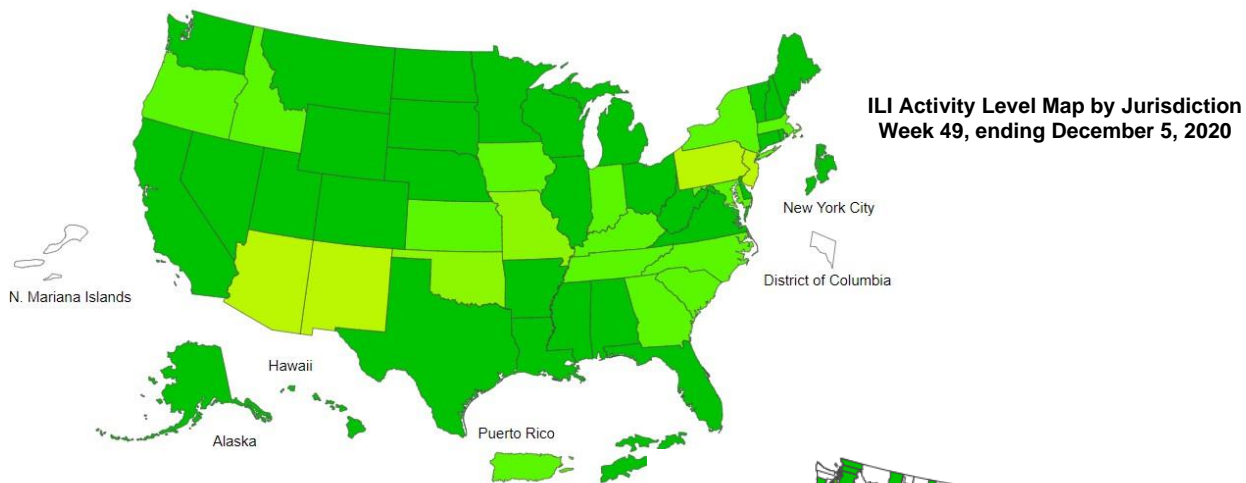 ILI Activity Level Map by Jurisdiction
Week 49, ending December 5, 2020
New York City
District of Columbia
N. Mariana Islands
Hawaii
Alaska
Puerto Rico